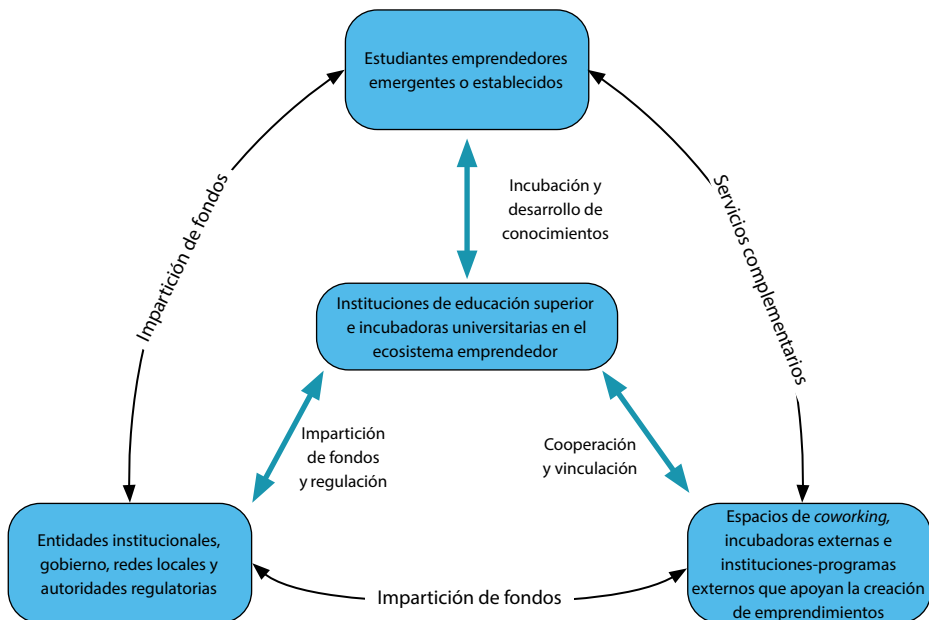 Estudiantes emprendedores
emergentes o establecidos
Impartición de fondos
Incubación y
desarrollo de
conocimientos
Servicios complementarios
Instituciones de educación superior
e incubadoras universitarias en el
ecosistema emprendedor
Impartición
de fondos
y regulación
Cooperación
y vinculación
Entidades institucionales,
gobierno, redes locales y
autoridades regulatorias
Espacios de coworking,
incubadoras externas e
instituciones-programas
externos que apoyan la creación
de emprendimientos
Impartición de fondos